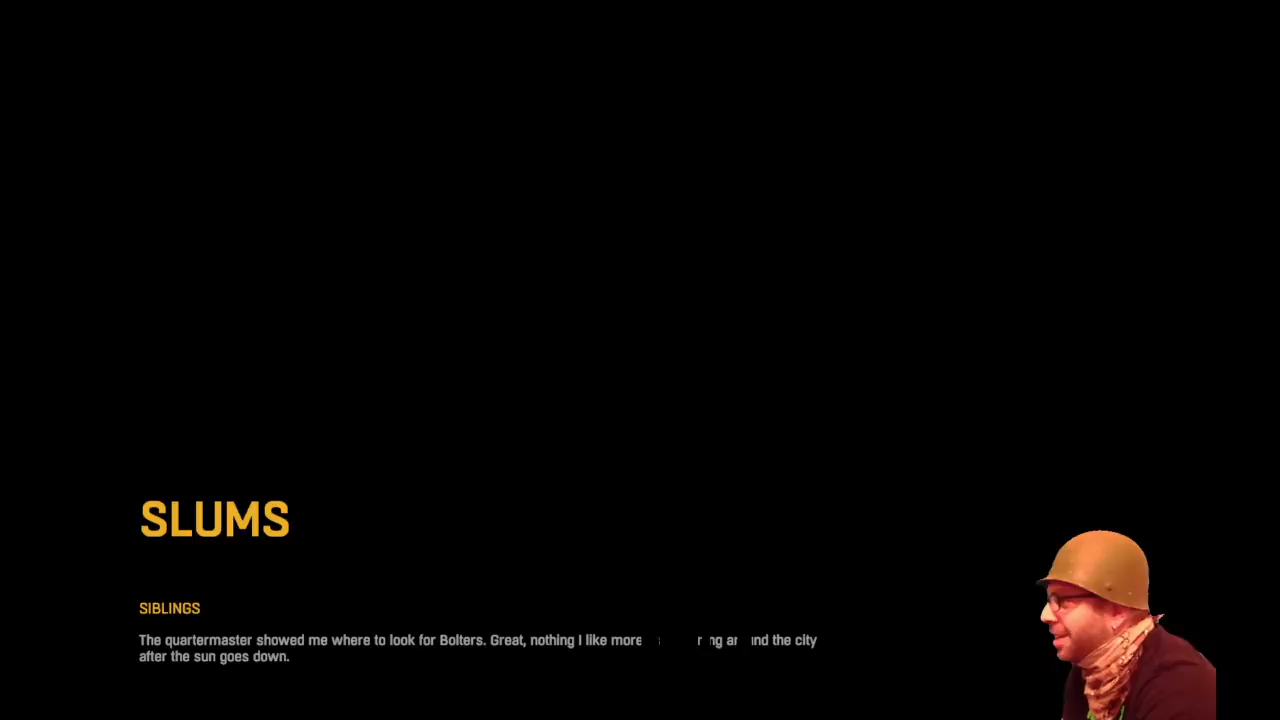 SLUMS
SIBLINGS
The quartermaster showed me where to look for Bolters. Great, nothing I like more the city
after the sun goes down.